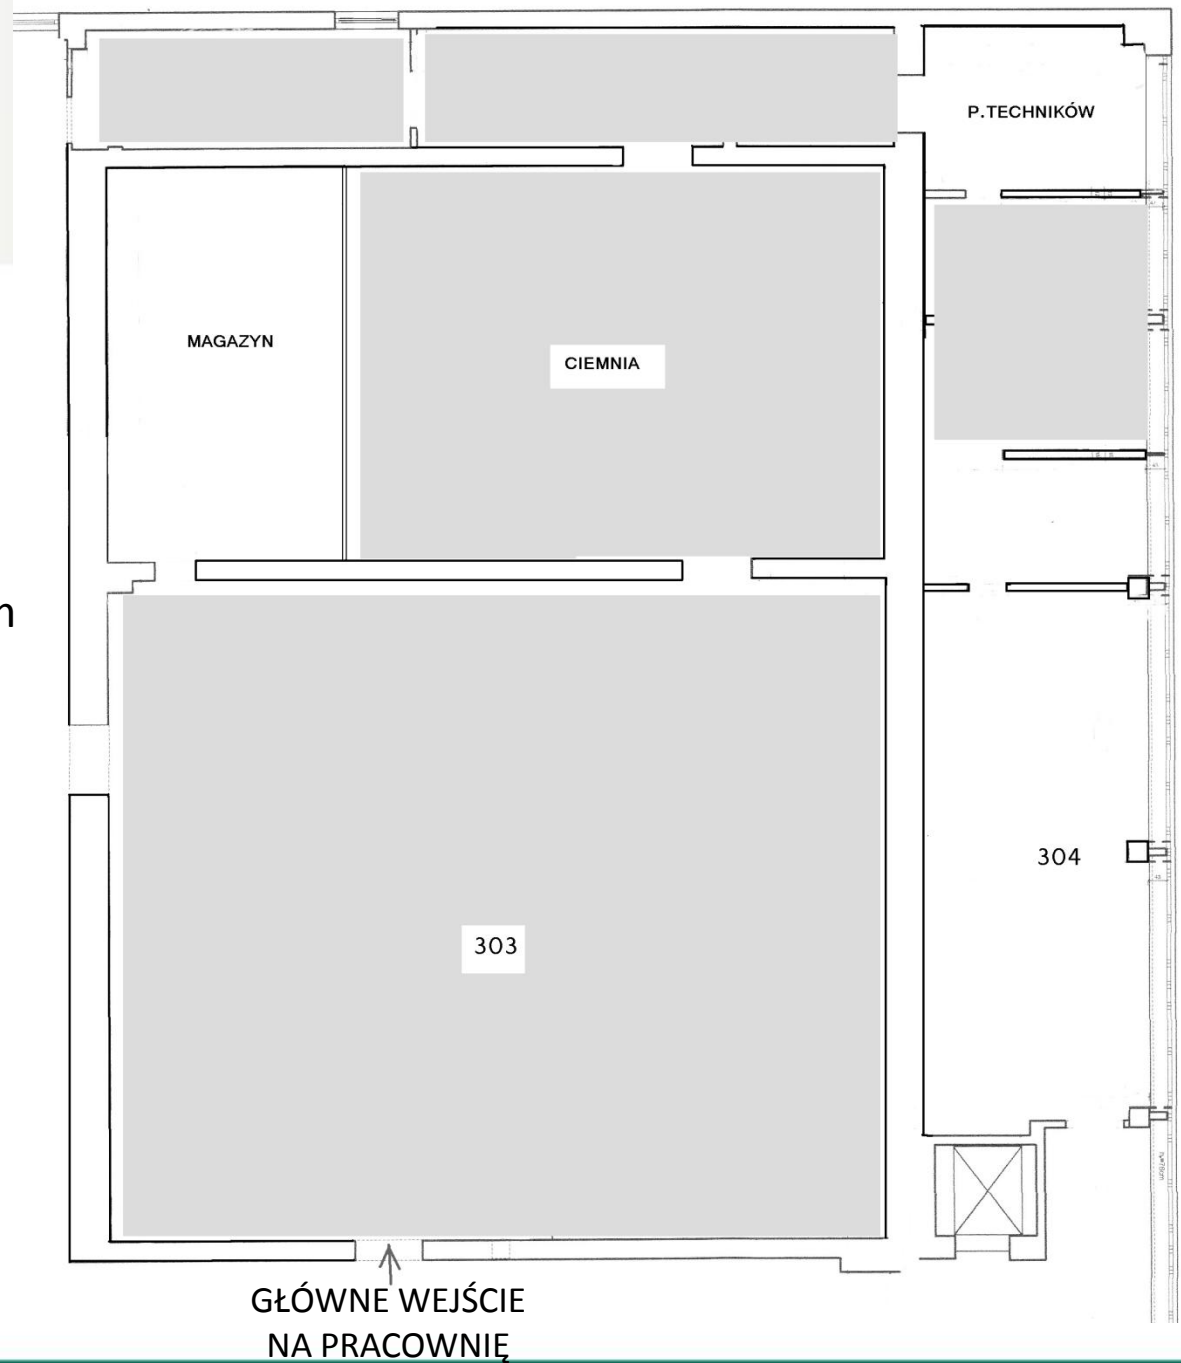 P.TECHNIKÓW
MAGAZYN
CIEMNIA
m
304
303
GŁÓWNE WEJŚCIE
NA PRACOWNIĘ